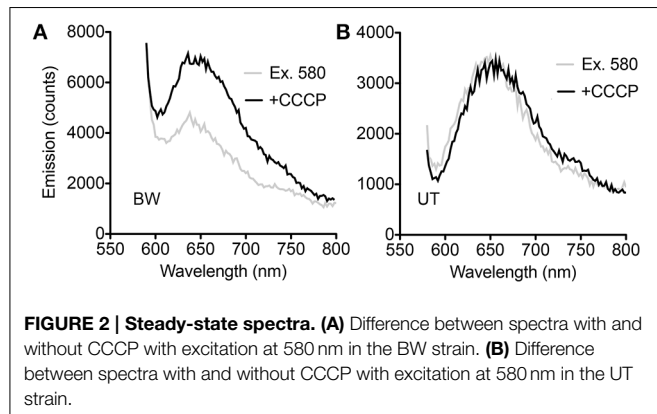 A
8000
6000
4000
2000
0
Emission (counts)
Ex. 580
+CCCP
BW
550 600 650 700 750 800
Wavelength (nm)
B
4000
3000
2000
1000
0
Ex. 580
+CCCP
UT
550 600 650 700 750 800
Wavelength (nm)
FIGURE 2 | Steady-state spectra. (A) Difference between spectra with and
without CCCP with excitation at 580 nm in the BW strain. (B) Difference
between spectra with and without CCCP with excitation at 580 nm in the UT
strain.